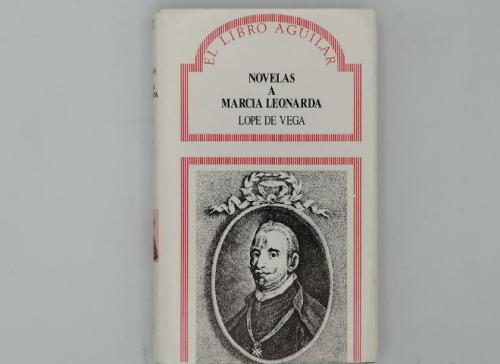 EL LIBRO AGUILAR
NOVELAS
A
MARCIA LEONARDA
LOPE DE VEGA